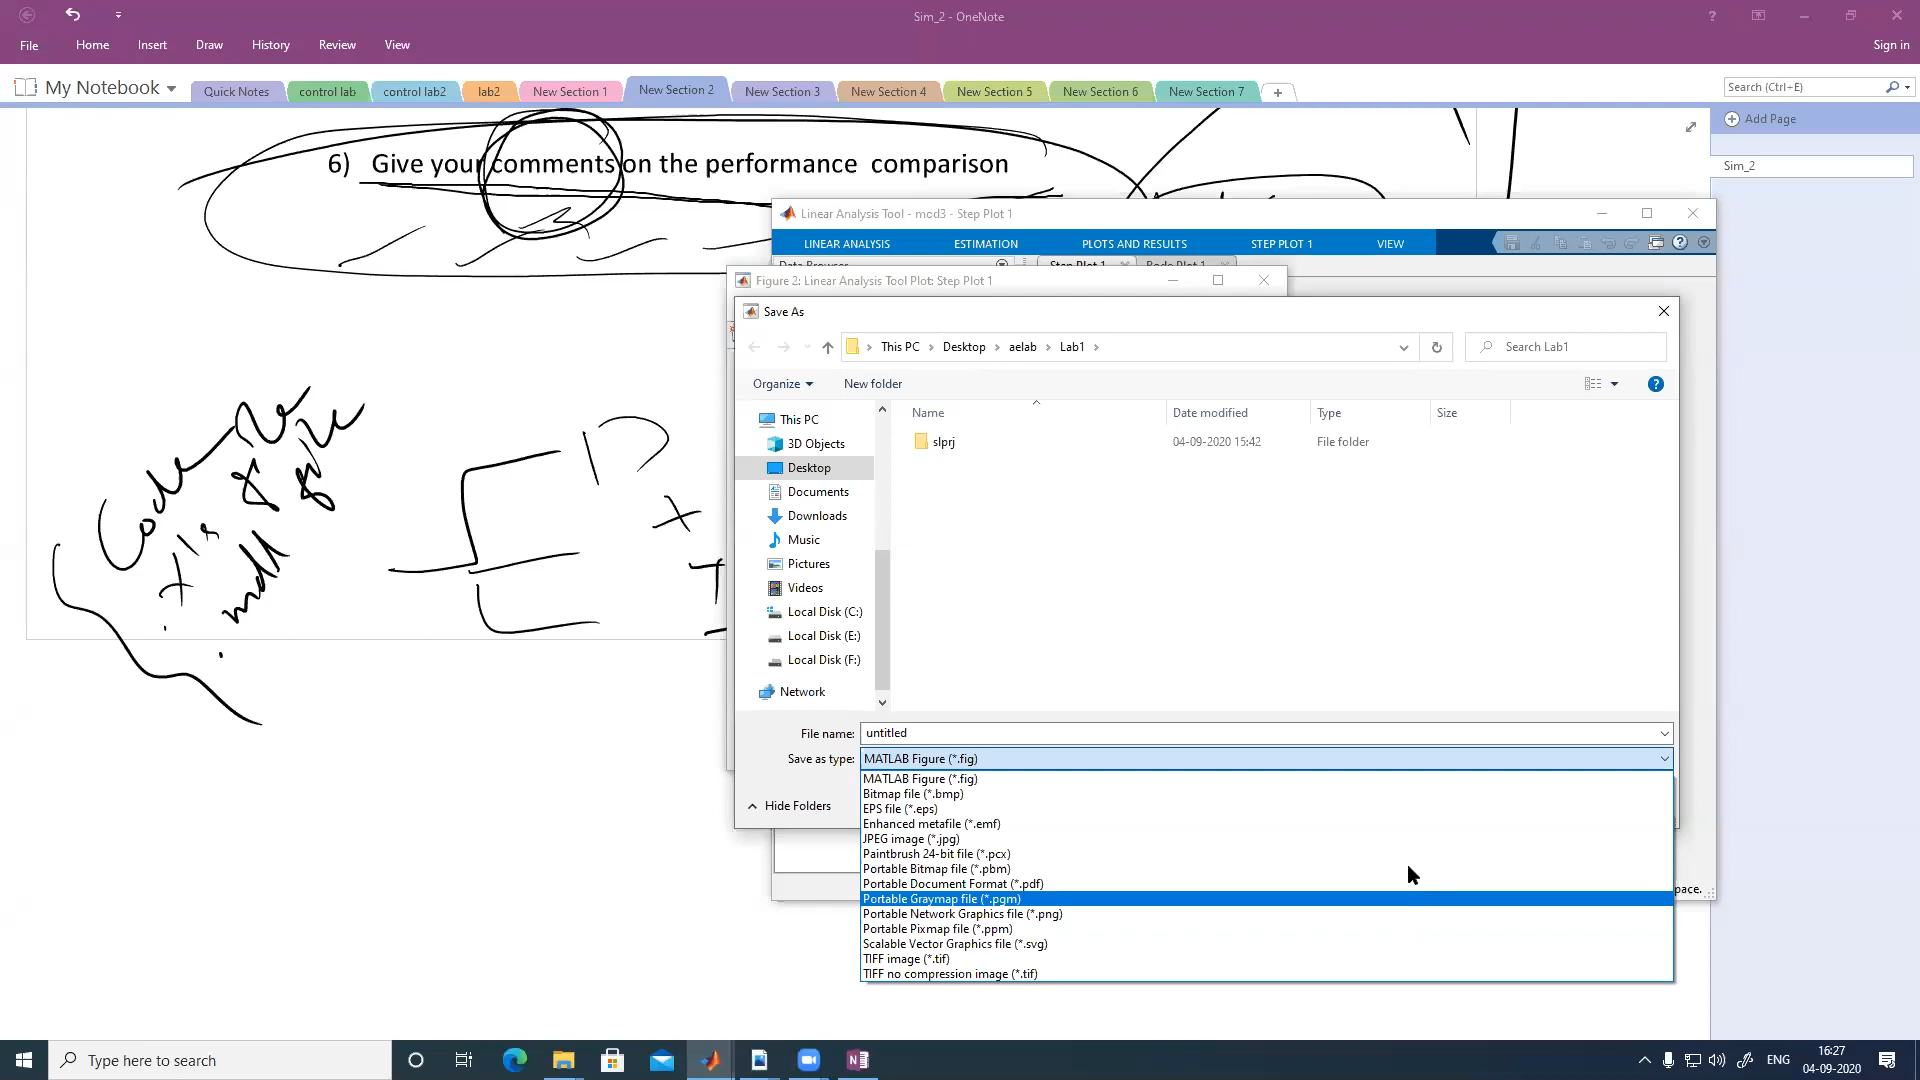 Sim_2 - OneNote
File Home Insert Draw History Review View Sign in
My Notebook Quick Notes control lab control lab2 lab2 New Section 1 New Section 2 New Section 3 New Section 4 New Section 5 New Section 6 New Section 7 Search (Ctrl+E)
Add Page
Sim_2
6) Give your comments on the performance comparison
Linear Analysis Tool - mcd3 - Step Plot 1
LINEAR ANALYSIS ESTIMATION PLOTS AND RESULTS STEP PLOT 1 VIEW
Data Browser Step Plot 1 Bode Plot 1
Figure 2: Linear Analysis Tool Plot: Step Plot 1
Save As
This PC Desktop aelab Lab1 Search Lab1
Organize New folder
Name Date modified Type Size
slprj 04-09-2020 15:42 File folder
This PC
3D Objects
Desktop
Documents
Downloads
Music
Pictures
Videos
Local Disk (C:)
Local Disk (E:)
Local Disk (F:)
Network
File name: untitled
Save as type: MATLAB Figure (*.fig)
MATLAB Figure (*.fig)
Bitmap file (*.bmp)
EPS file (*.eps)
Enhanced metafile (*.emf)
JPEG image (*.jpg)
Paintbrush 24-bit file (*.pcx)
Portable Bitmap file (*.pbm)
Portable Document Format (*.pdf)
Portable Graymap file (*.pgm)
Portable Network Graphics file (*.png)
Portable Pixmap file (*.ppm)
Scalable Vector Graphics file (*.svg)
TIFF image (*.tif)
TIFF no compression image (*.tif)
Hide Folders
pace.
Type here to search
ENG
16:27
04-09-2020